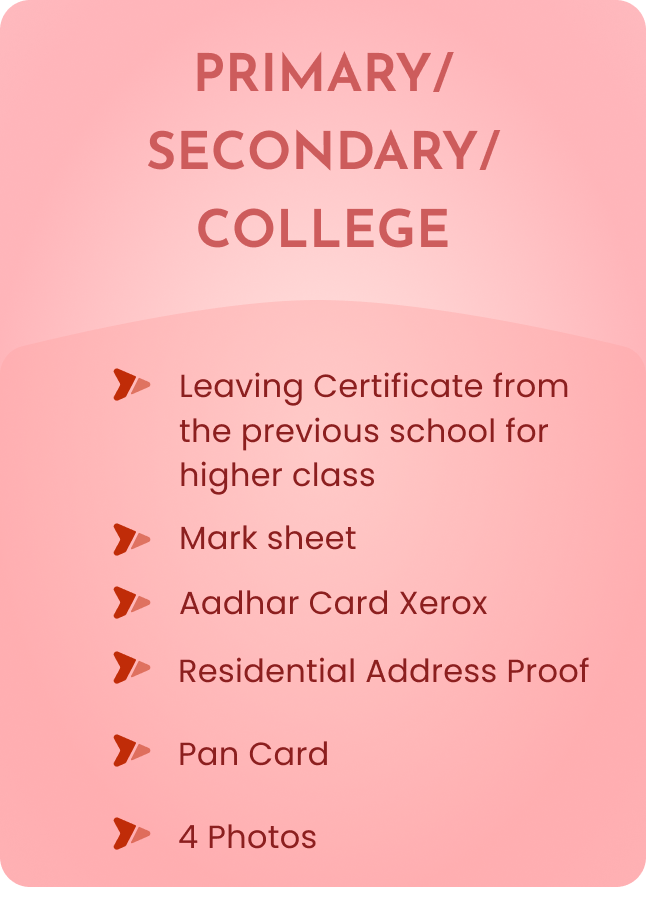 PRIMARY/
SECONDARY/
COLLEGE
Leaving Certificate from
the previous school for
higher class
Mark sheet
Aadhar Card Xerox
Residential Address Proof
Pan Card
4 Photos